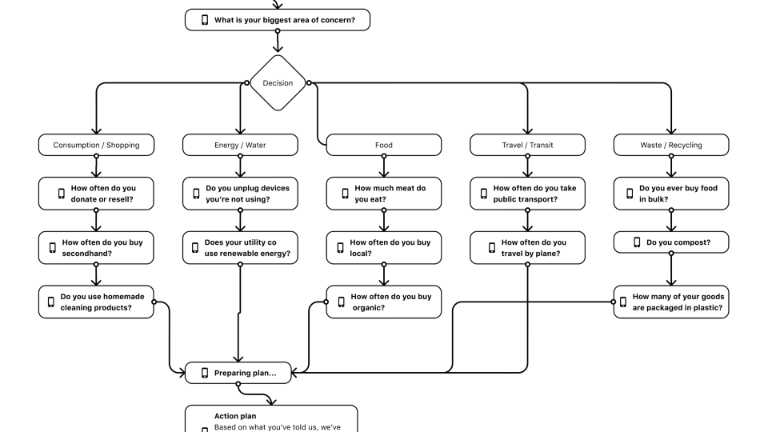 What is your biggest area of concern?
Decision
Consumption / Shopping
Energy / Water
Food
Travel / Transit
Waste / Recycling
How often do you
donate or resell?
Do you unplug devices
you're not using?
How much meat do
you eat?
How often do you take
public transport?
Do you ever buy food
in bulk?
How often do you buy
secondhand?
Does your utility co
use renewable energy?
How often do you buy
local?
How often do you
travel by plane?
Do you compost?
Do you use homemade
cleaning products?
How often do you buy
organic?
How many of your goods
are packaged in plastic?
Preparing plan...
Action plan
Based on what you've told us, we've